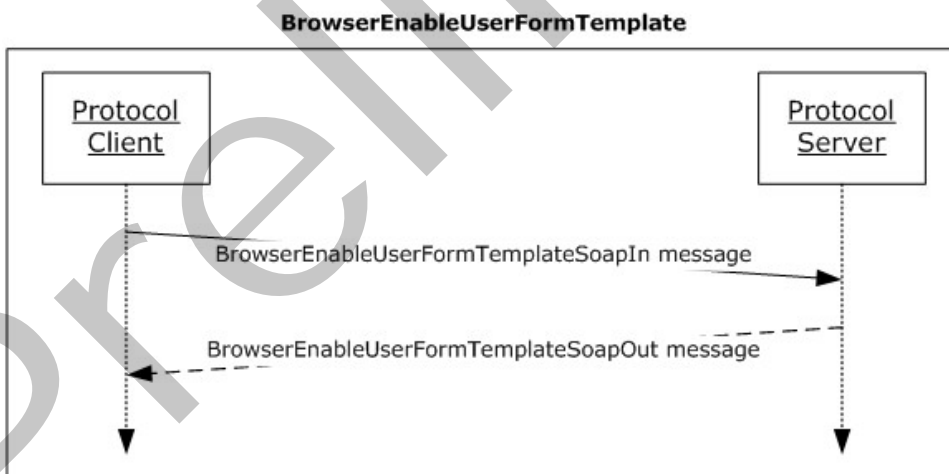 BrowserEnableUserFormTemplate
Protocol
Client
Protocol
Server
BrowserEnableUserFormTemplateSoapIn message
BrowserEnableUserFormTemplateSoapOut message